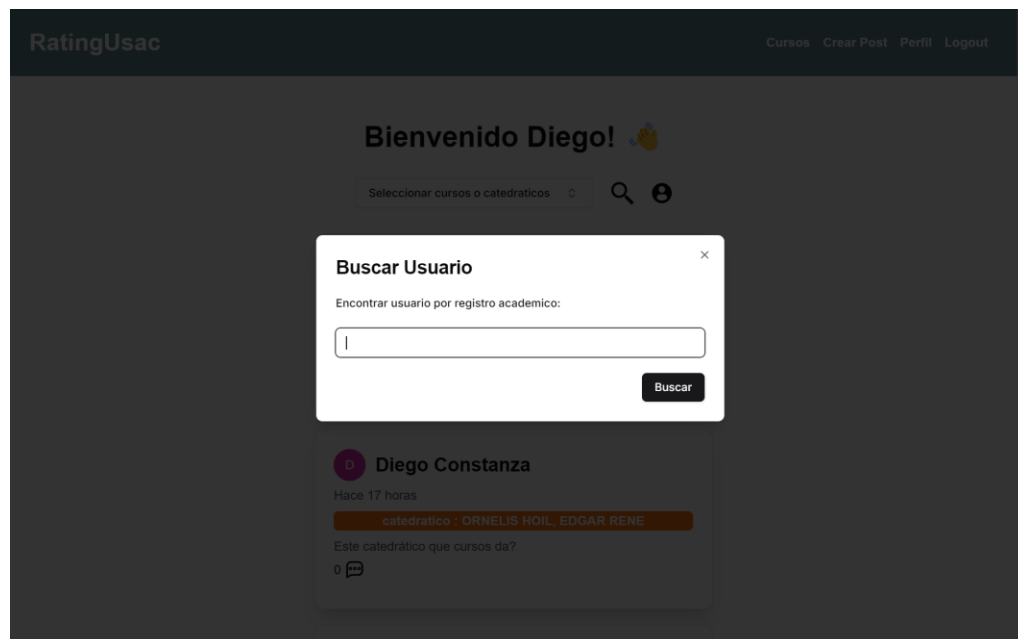 RatingUsac
Cursos Crear Post Perfil Logout
Bienvenido Diego! 👋
Seleccionar cursos o catedraticos
Buscar Usuario
Encontrar usuario por registro academico:
Buscar
D
Diego Constanza
Hace 17 horas
catedratico : ORNELIS HOIL, EDGAR RENE
Este catedrático que cursos da?
0